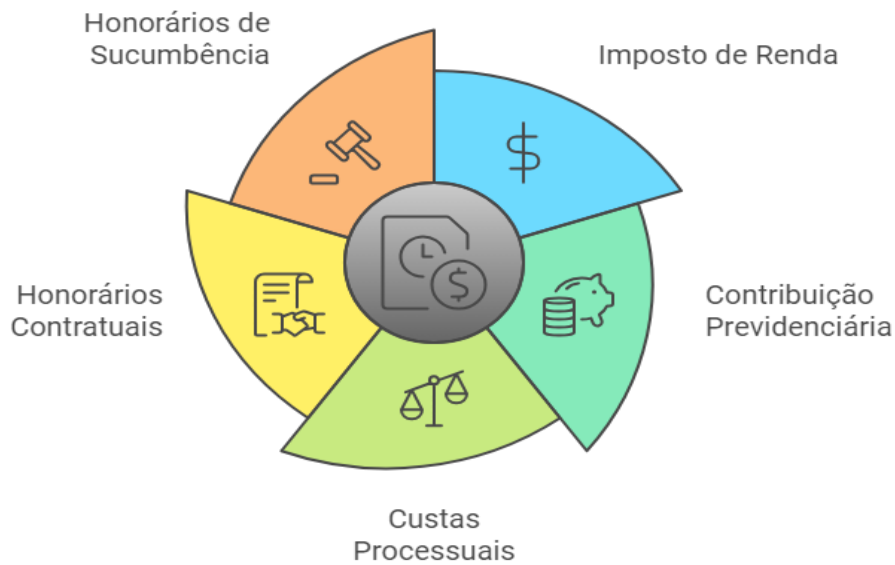 Honorários de
Sucumbência
Imposto de Renda
Honorários
Contratuais
Contribuição
Previdenciária
Custas
Processuais